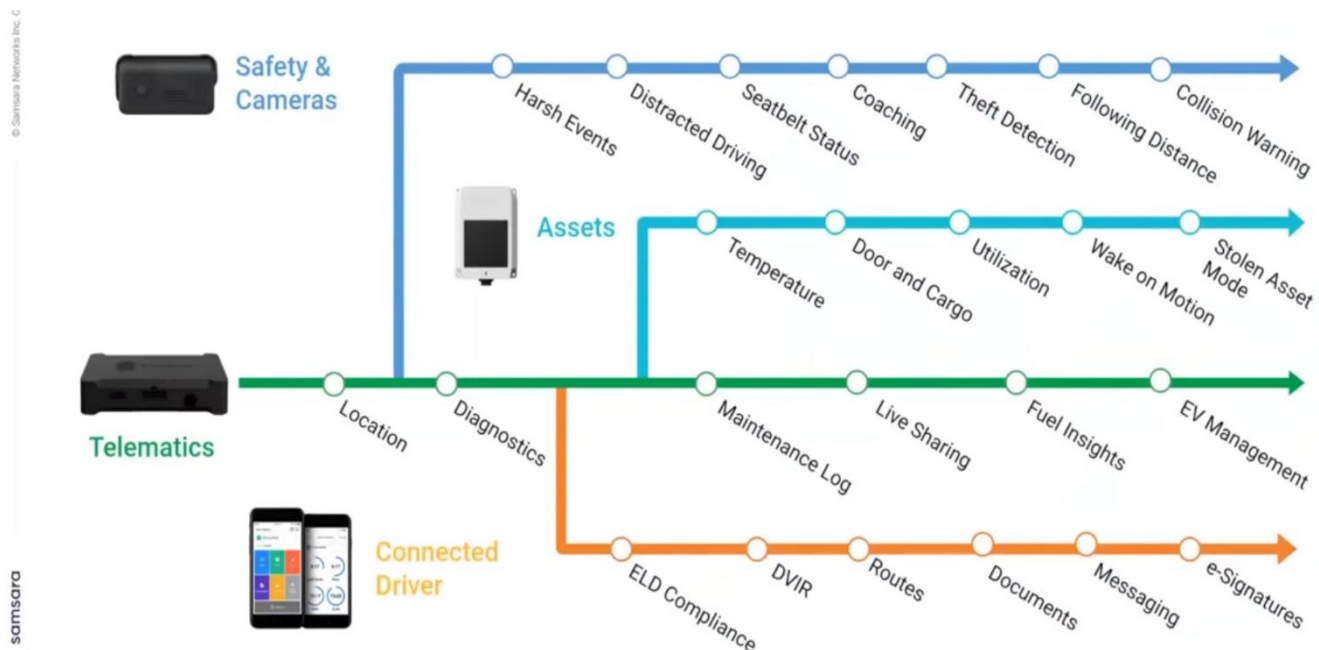 © Samsara Networks Inc. C
Safety &
Cameras
Harsh Events
Distracted Driving
Seatbelt Status
Coaching
Theft Detection
Following Distance
Collision Warning
Assets
Temperature
Door and Cargo
Utilization
Wake on Motion
Stolen Asset
Mode
Telematics
Location
Diagnostics
Maintenance Log
Live Sharing
Fuel Insights
EV Management
Connected
Driver
ELD Compliance
DVIR
Routes
Documents
Messaging
e-Signatures
samsara